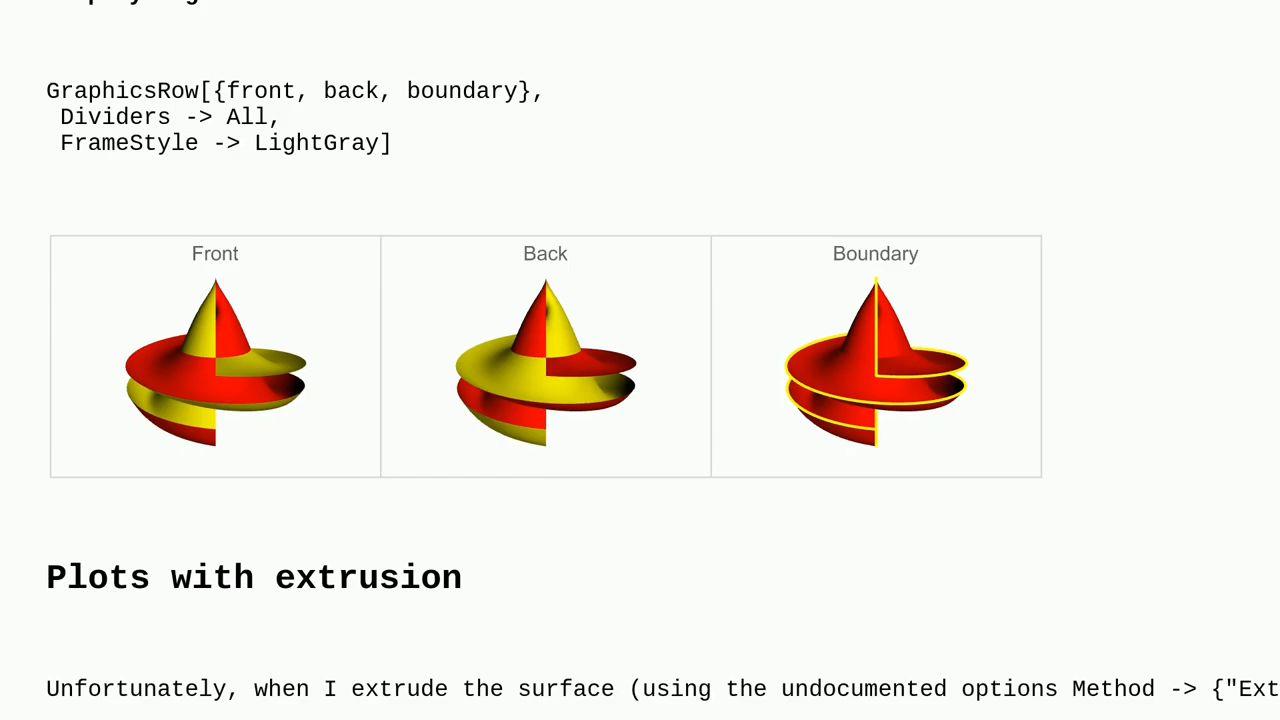 GraphicsRow[{front, back, boundary},
Dividers -> All,
FrameStyle -> LightGray]
Front Back Boundary
Plots with extrusion
Unfortunately, when I extrude the surface (using the undocumented options Method -> {"Ext